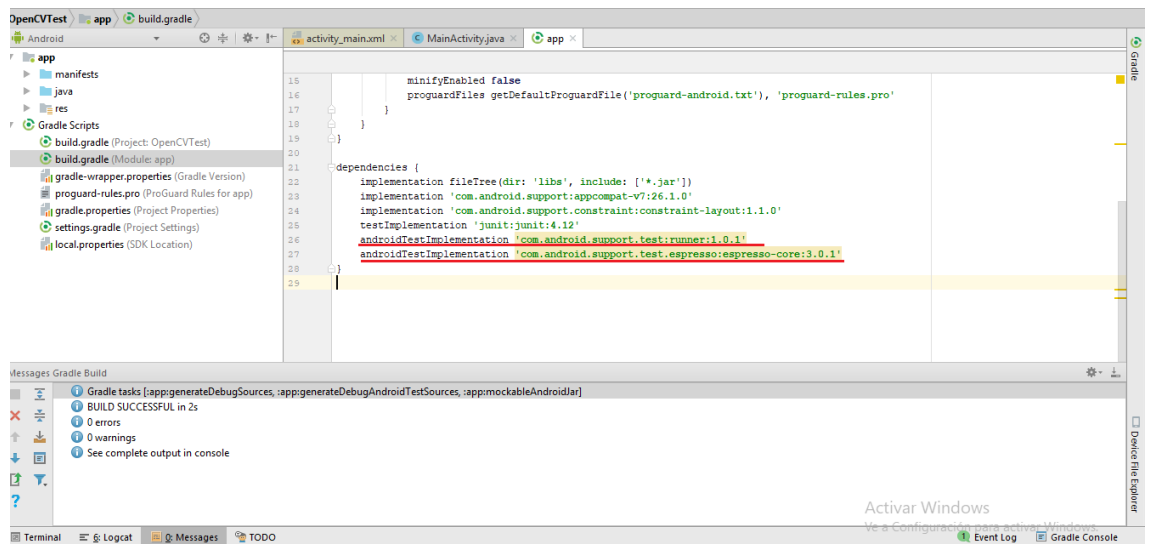 OpenCVTest app build.gradle
Android
activity_main.xml MainActivity.java app
app
manifests
java
res
Gradle Scripts
build.gradle (Project: OpenCVTest)
build.gradle (Module: app)
gradle-wrapper.properties (Gradle Version)
proguard-rules.pro (ProGuard Rules for app)
gradle.properties (Project Properties)
settings.gradle (Project Settings)
local.properties (SDK Location)
15 minifyEnabled false
16 proguardFiles getDefaultProguardFile('proguard-android.txt'), 'proguard-rules.pro'
17 }
18 }
19 }
20
21 dependencies {
22 implementation fileTree(dir: 'libs', include: ['*.jar'])
23 implementation 'com.android.support:appcompat-v7:26.1.0'
24 implementation 'com.android.support.constraint:constraint-layout:1.1.0'
25 testImplementation 'junit:junit:4.12'
26 androidTestImplementation 'com.android.support.test:runner:1.0.1'
27 androidTestImplementation 'com.android.support.test.espresso:espresso-core:3.0.1'
28 }
29
Gradle
Device File Explorer
Messages Gradle Build
Gradle tasks [:app:generateDebugSources, :app:generateDebugAndroidTestSources, :app:mockableAndroidJar]
BUILD SUCCESSFUL in 2s
0 errors
0 warnings
See complete output in console
Activar Windows
Ve a Configuración para activar Windows.
Terminal 6: Logcat 0: Messages TODO 1 Event Log Gradle Console